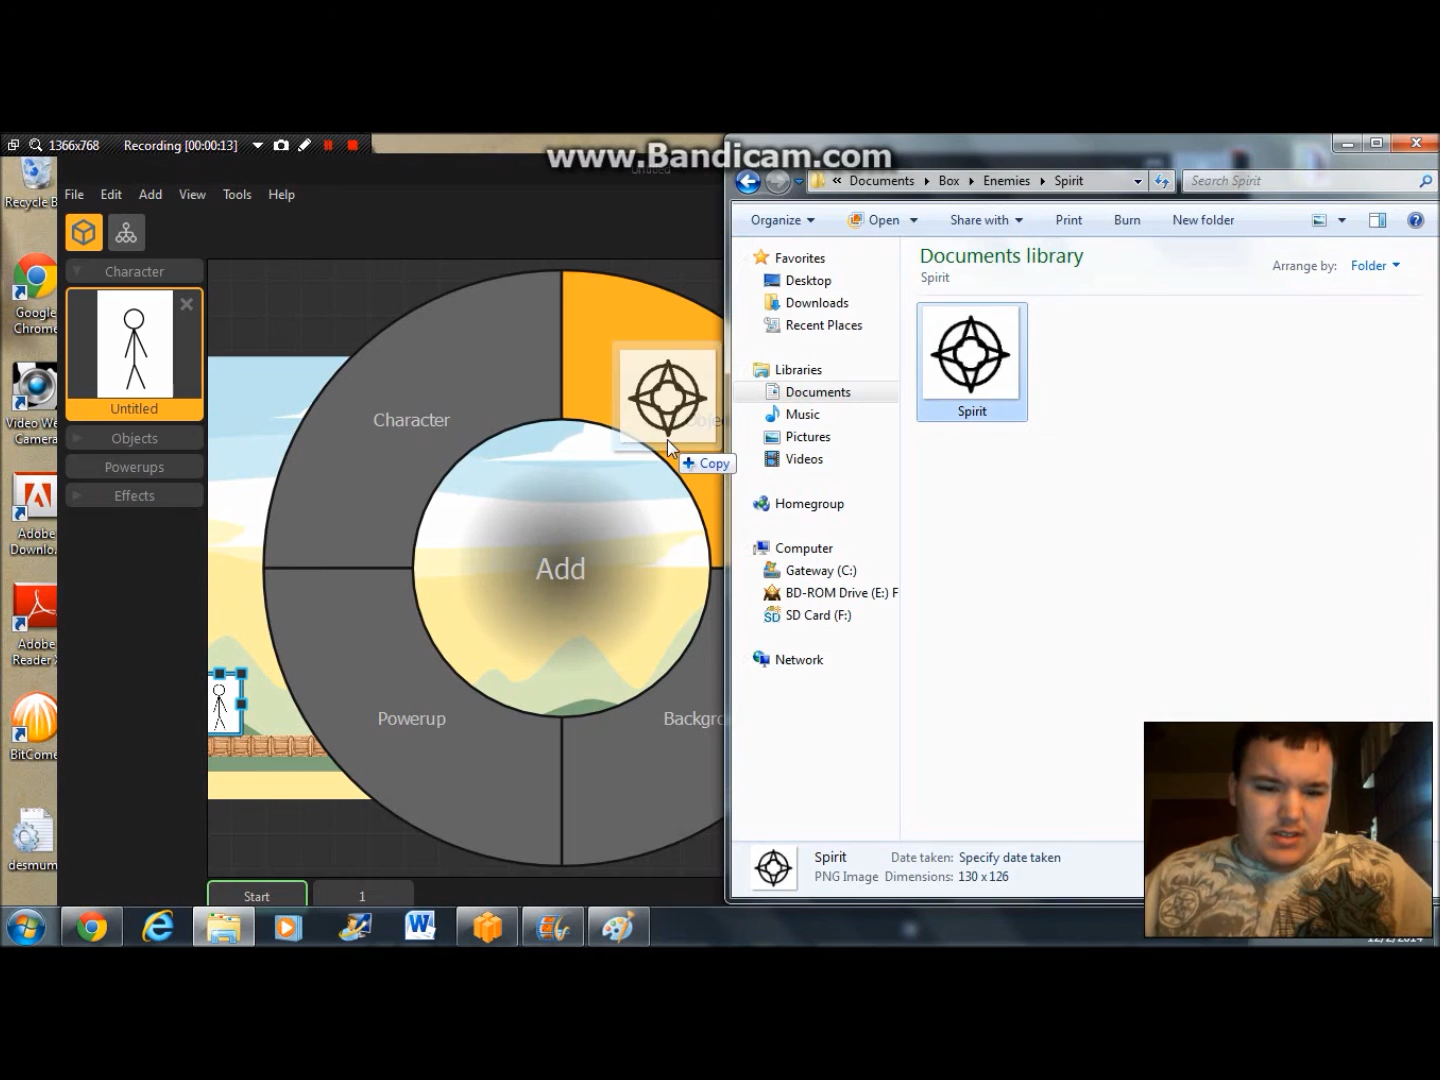 1366x768 Recording [00:00:13]
www.Bandicam.com
Untitled
Documents Box Enemies Spirit
Search Spirit
File Edit Add View Tools Help
Organize Open Share with Print Burn New folder
Character
Untitled
Objects
Powerups
Effects
Recycle B
Google
Chrome
Video We
Camera
Adobe
Downlo
Adobe
Reader X
BitCome
desmum
Character
Copy
Add
Powerup
Backgro
Start 1
Favorites
Desktop
Downloads
Recent Places
Libraries
Documents
Music
Pictures
Videos
Homegroup
Computer
Gateway (C:)
BD-ROM Drive (E:) F
SD Card (F:)
Network
Documents library
Spirit
Arrange by: Folder
Spirit
Spirit Date taken: Specify date taken
PNG Image Dimensions: 130 x 126